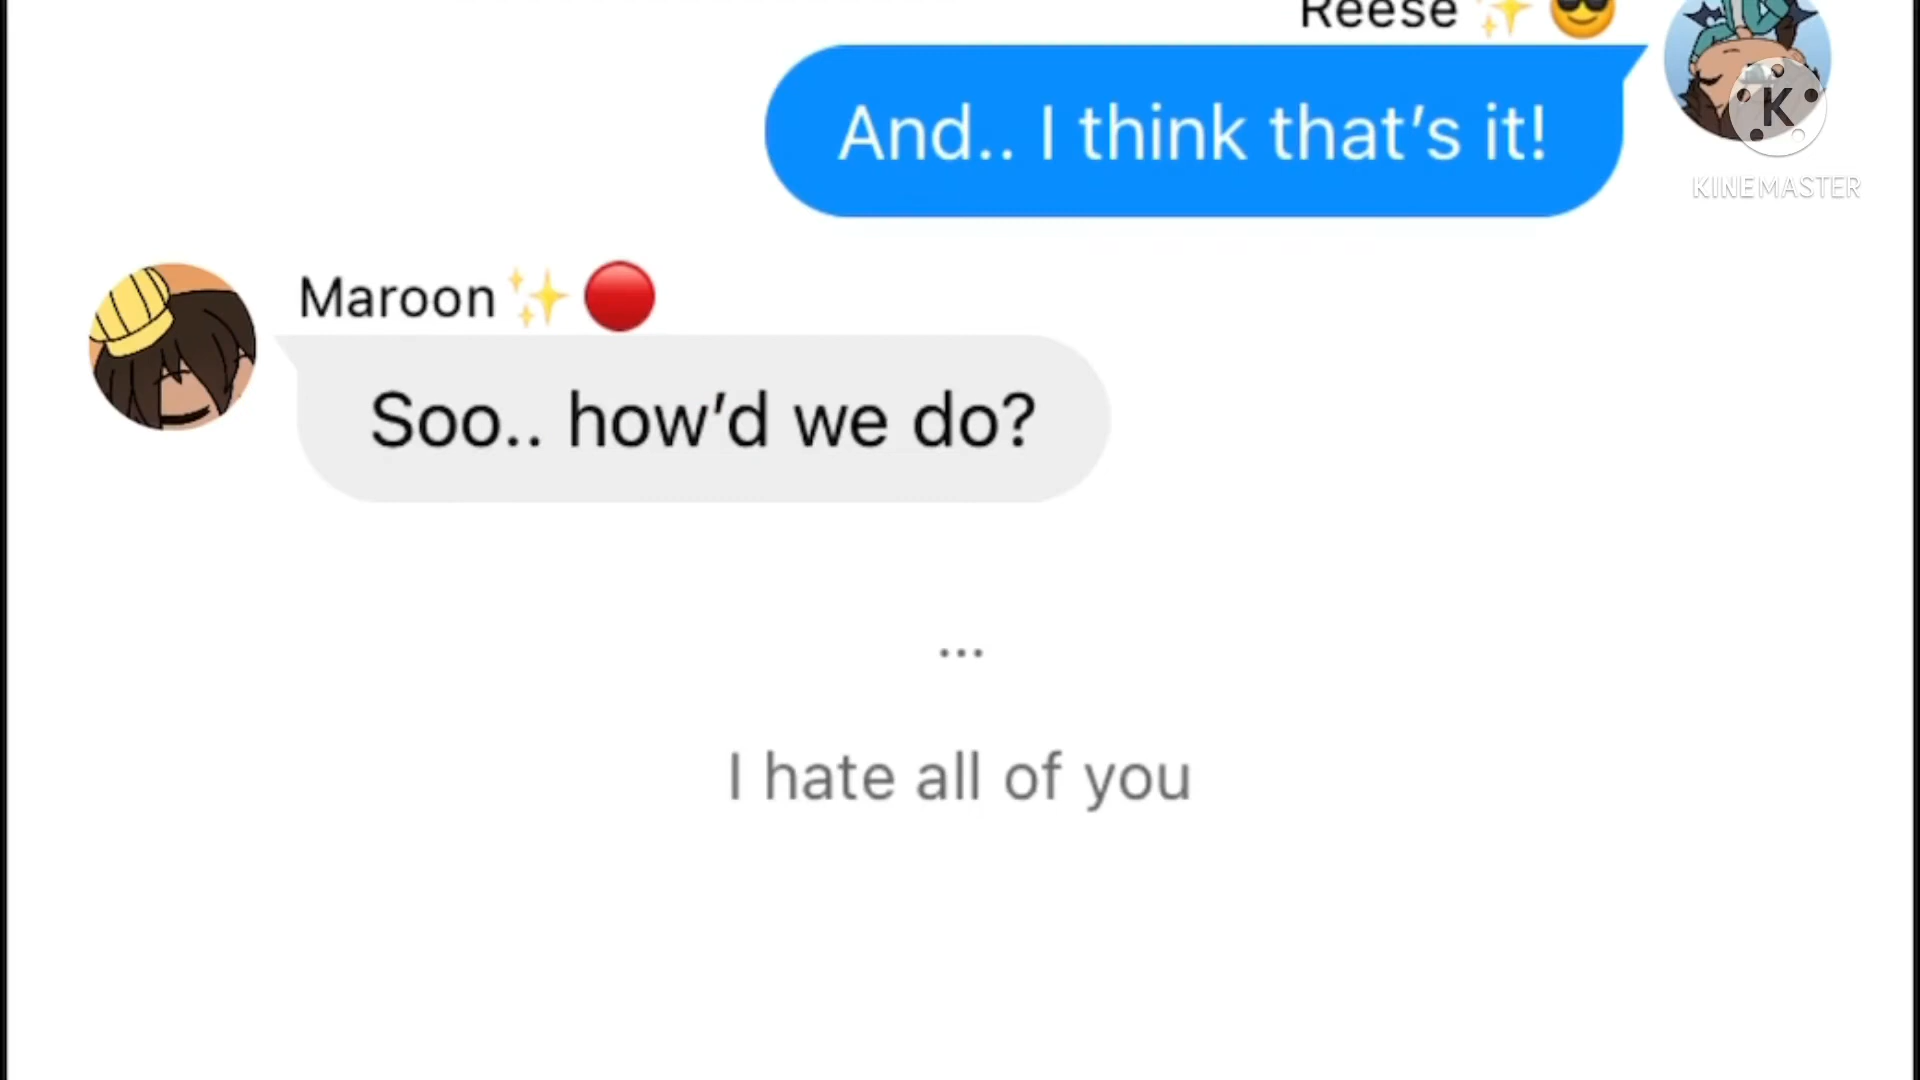 Reese ✨ 😎
And.. I think that’s it!
K
KINEMASTER
Maroon ✨ 🔴
Soo.. how’d we do?
...
I hate all of you